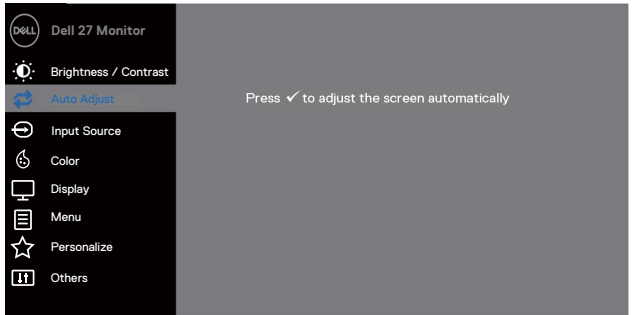 DELL
Dell 27 Monitor
Brightness / Contrast
Auto Adjust
Press ✓ to adjust the screen automatically
Input Source
Color
Display
Menu
Personalize
Others